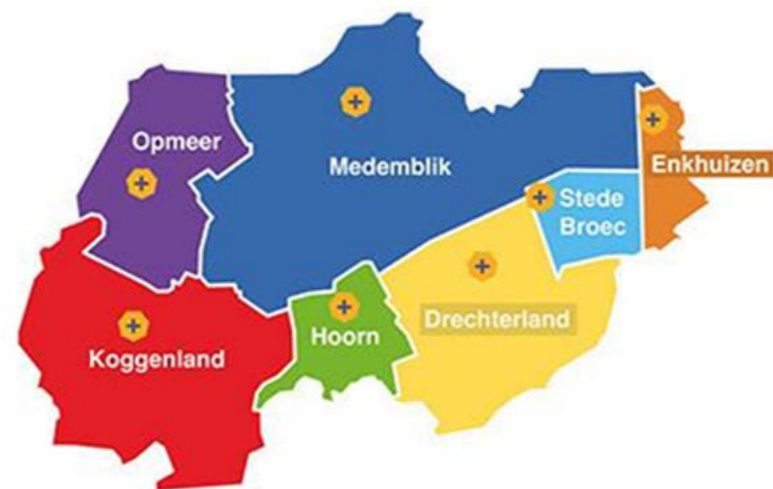 Opmeer
Medemblik
Enkhuizen
Stede
Broec
Drechterland
Hoorn
Koggenland